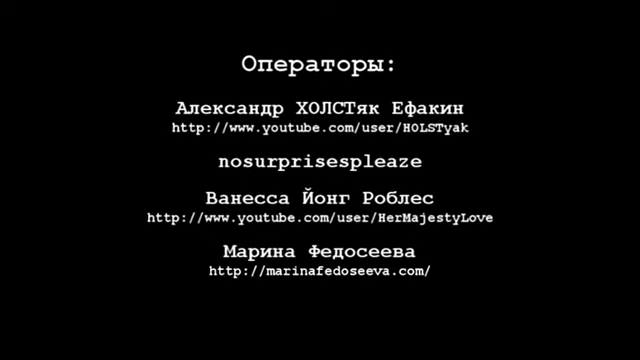 Операторы:
Александр ХОЛСТяк Ефакин
http://www.youtube.com/user/HOLSTyak
nosurprisespleaze
Ванесса Йонг Роблес
http://www.youtube.com/user/HerMajestyLove
Марина Федосеева
http://marinafedoseeva.com/